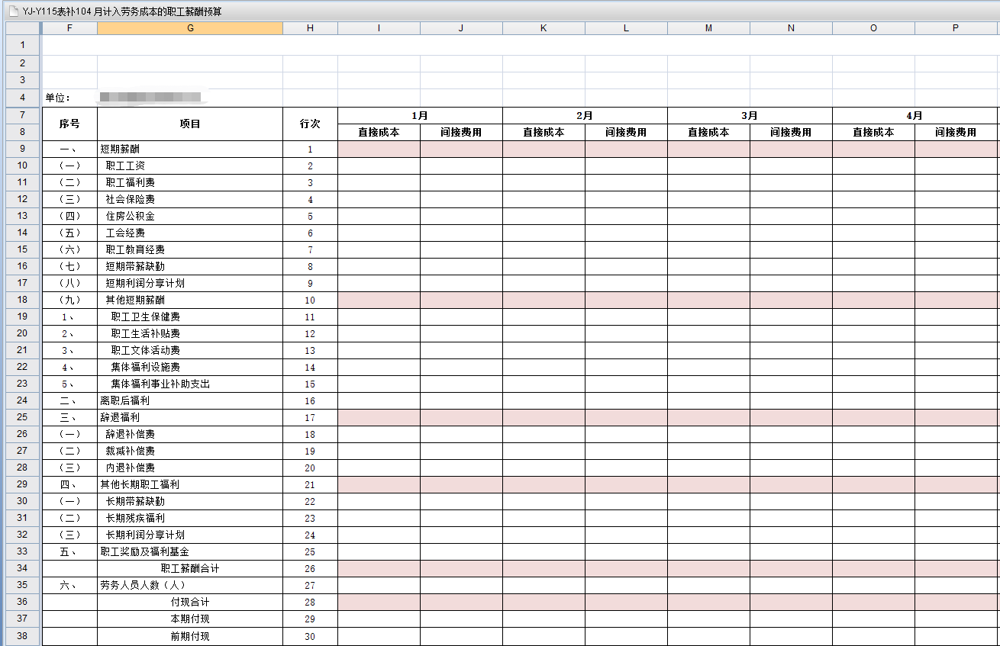 YJ-Y115表补104 月计入劳务成本的职工薪酬预算
F G H I J K L M N O P
1
2
3
4 单位：
7 序号 项目 行次 1月 2月 3月 4月
8 直接成本 间接费用 直接成本 间接费用 直接成本 间接费用 直接成本 间接费用
9 一、 短期薪酬 1
10 （一） 职工工资 2
11 （二） 职工福利费 3
12 （三） 社会保险费 4
13 （四） 住房公积金 5
14 （五） 工会经费 6
15 （六） 职工教育经费 7
16 （七） 短期带薪缺勤 8
17 （八） 短期利润分享计划 9
18 （九） 其他短期薪酬 10
19 1、 职工卫生保健费 11
20 2、 职工生活补贴费 12
21 3、 职工文体活动费 13
22 4、 集体福利设施费 14
23 5、 集体福利事业补助支出 15
24 二、 离职后福利 16
25 三、 辞退福利 17
26 （一） 辞退补偿费 18
27 （二） 裁减补偿费 19
28 （三） 内退补偿费 20
29 四、 其他长期职工福利 21
30 （一） 长期带薪缺勤 22
31 （二） 长期残疾福利 23
32 （三） 长期利润分享计划 24
33 五、 职工奖励及福利基金 25
34 职工薪酬合计 26
35 六、 劳务人员人数（人） 27
36 付现合计 28
37 本期付现 29
38 前期付现 30